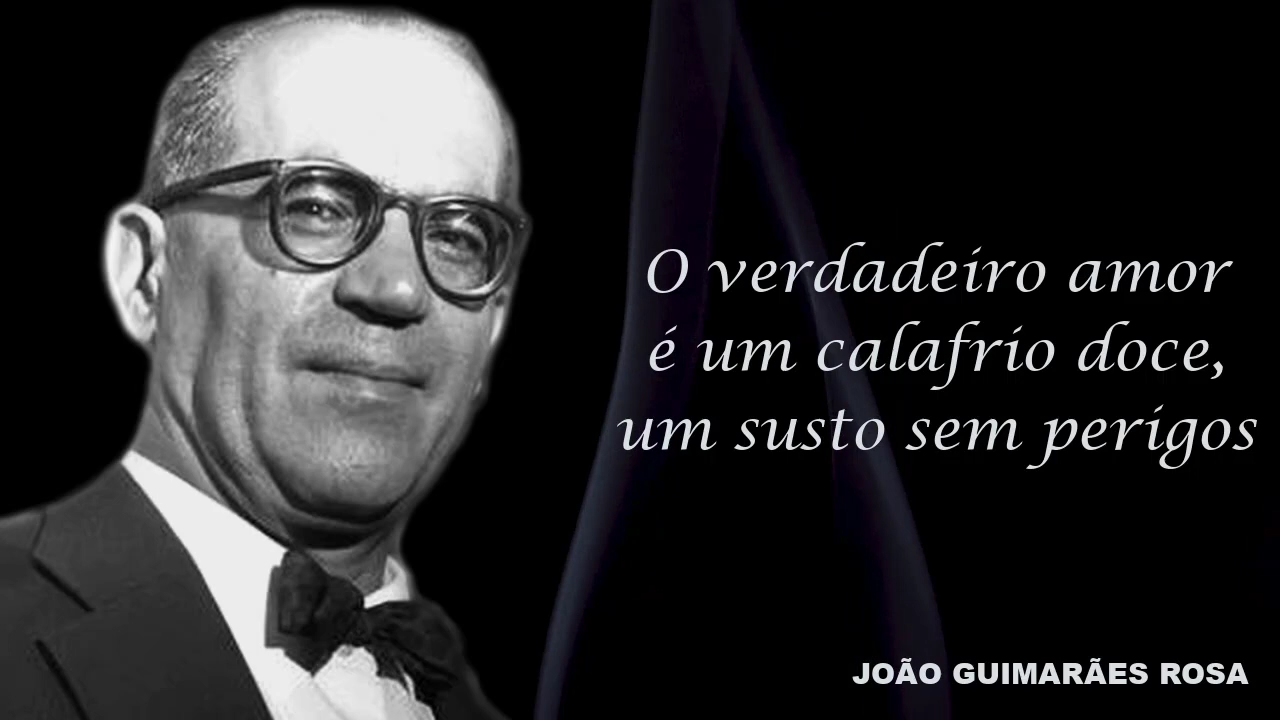 O verdadeiro amor
é um calafrio doce,
um susto sem perigos
JOÃO GUIMARÃES ROSA